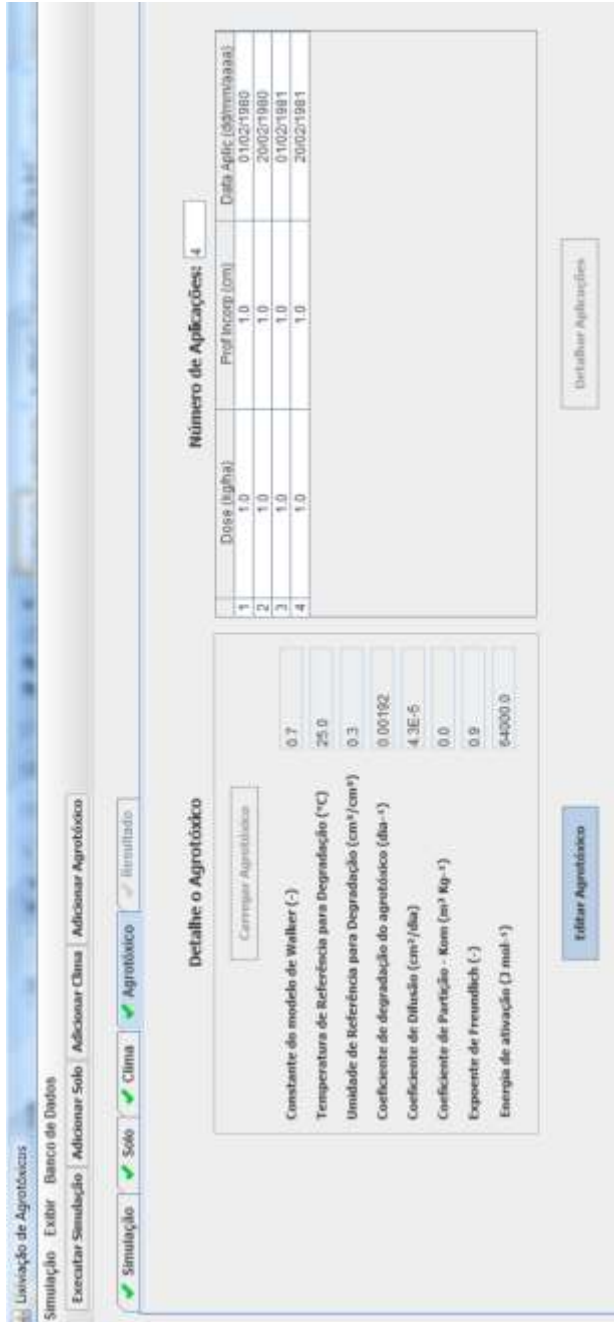 Lixiviação de Agrotóxicos
Simulação Exibir Banco de Dados
Executar Simulação Adicionar Solo Adicionar Clima Adicionar Agrotóxico
Simulação Solo Clima Agrotóxico Resultado
Detalhe o Agrotóxico
Carregar Agrotóxico
Constante do modelo de Walker (-) 0.7
Temperatura de Referência para Degradação (°C) 25.0
Umidade de Referência para Degradação (cm³/cm³) 0.3
Coeficiente de degradação do agrotóxico (dia-¹) 0.00192
Coeficiente de Difusão (cm²/dia) 4.3E-5
Coeficiente de Partição - Kom (m³ Kg-¹) 0.0
Expoente de Freundlich (-) 0.9
Energia de ativação (J mol-¹) 64000.0
Editar Agrotóxico
Número de Aplicações: 4
Dose (kg/ha) Prof Incorp (cm) Data Aplic (dd/mm/aaaa)
1 1.0 1.0 01/02/1980
2 1.0 1.0 20/02/1980
3 1.0 1.0 01/02/1981
4 1.0 1.0 20/02/1981
Detalhar Aplicações